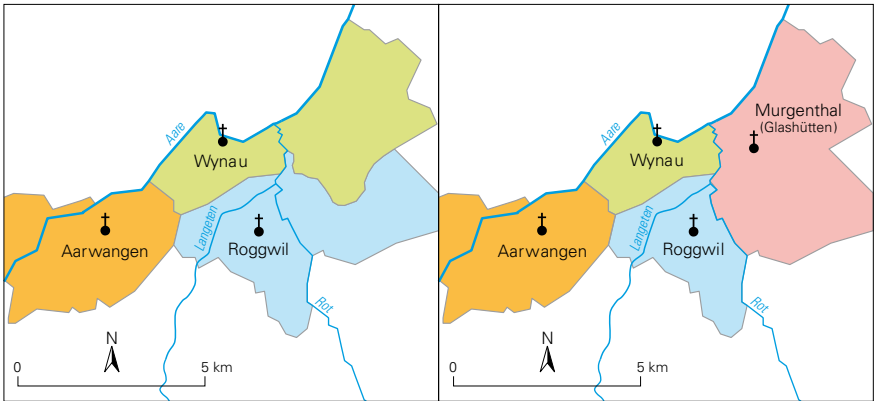 Aare
Wynau
Langeten
Aarwangen
Roggwil
Rot
N
0
5 km
Murgenthal
(Glashütten)
Aare
Wynau
Langeten
Aarwangen
Roggwil
Rot
N
0
5 km